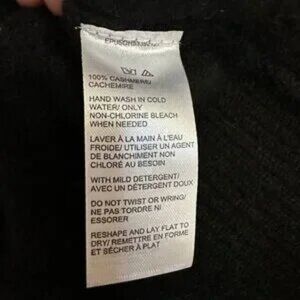 100% CASHMERE/
CACHEMIRE
HAND WASH IN COLD
WATER/ ONLY
NON-CHLORINE BLEACH
WHEN NEEDED
LAVER À LA MAIN À L'EAU
FROIDE/ UTILISER UN AGENT
DE BLANCHIMENT NON
CHLORÉ AU BESOIN
WITH MILD DETERGENT/
AVEC UN DÉTERGENT DOUX
DO NOT TWIST OR WRING/
NE PAS TORDRE NI
ESSORER
RESHAPE AND LAY FLAT TO
DRY/ REMETTRE EN FORME
ET SÉCHER À PLAT